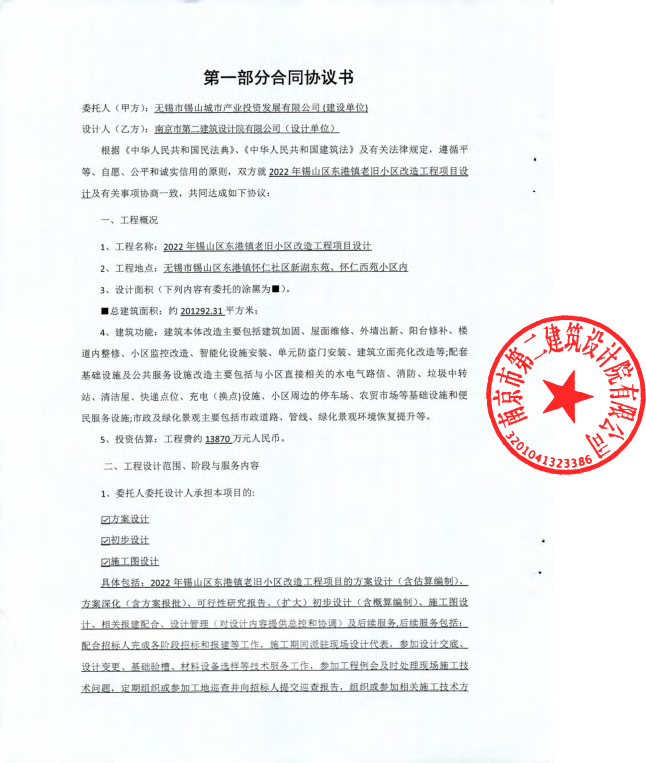 第一部分合同协议书
委托人（甲方）：无锡市锡山城市产业投资发展有限公司(建设单位)
设计人（乙方）：南京市第二建筑设计院有限公司（设计单位）
根据《中华人民共和国民法典》、《中华人民共和国建筑法》及有关法律规定，遵循平
等、自愿、公平和诚实信用的原则，双方就 2022 年锡山区东港镇老旧小区改造工程项目设
计及有关事项协商一致，共同达成如下协议：
一、工程概况
1、工程名称：2022 年锡山区东港镇老旧小区改造工程项目设计
2、工程地点：无锡市锡山区东港镇怀仁社区新湖东苑、怀仁西苑小区内
3、设计面积（下列内容有委托的涂黑为■）。
■总建筑面积：约 201292.31 平方米；
4、建筑功能：建筑本体改造主要包括建筑加固、屋面维修、外墙出新、阳台修补、楼
道内整修、小区监控改造、智能化设施安装、单元防盗门安装、建筑立面亮化改造等;配套
基础设施及公共服务设施改造主要包括与小区直接相关的水电气路信、消防、垃圾中转
站、清洁屋、快递点位、充电（换点)设施、小区周边的停车场、农贸市场等基础设施和便
民服务设施;市政及绿化景观主要包括市政道路、管线、绿化景观环境恢复提升等。
5、投资估算：工程费约 13870 万元人民币。
二、工程设计范围、阶段与服务内容
1、委托人委托设计人承担本项目的:
☑方案设计
☑初步设计
☑施工图设计
具体包括：2022 年锡山区东港镇老旧小区改造工程项目的方案设计（含估算编制）、
方案深化（含方案报批）、可行性研究报告、（扩大）初步设计（含概算编制）、施工图设
计、相关报建配合、设计管理（对设计内容提供总控和协调）及后续服务,后续服务包括:
配合招标人完成各阶段招标和报建等工作，施工期间派驻现场设计代表，参加设计交底、
设计变更、基础验槽、材料设备选样等技术服务工作，参加工程例会及时处理现场施工技
术问题，定期组织或参加工地巡查并向招标人提交巡查报告，组织或参加相关施工技术方
南京市第二建筑设计院有限公司
3201041323386